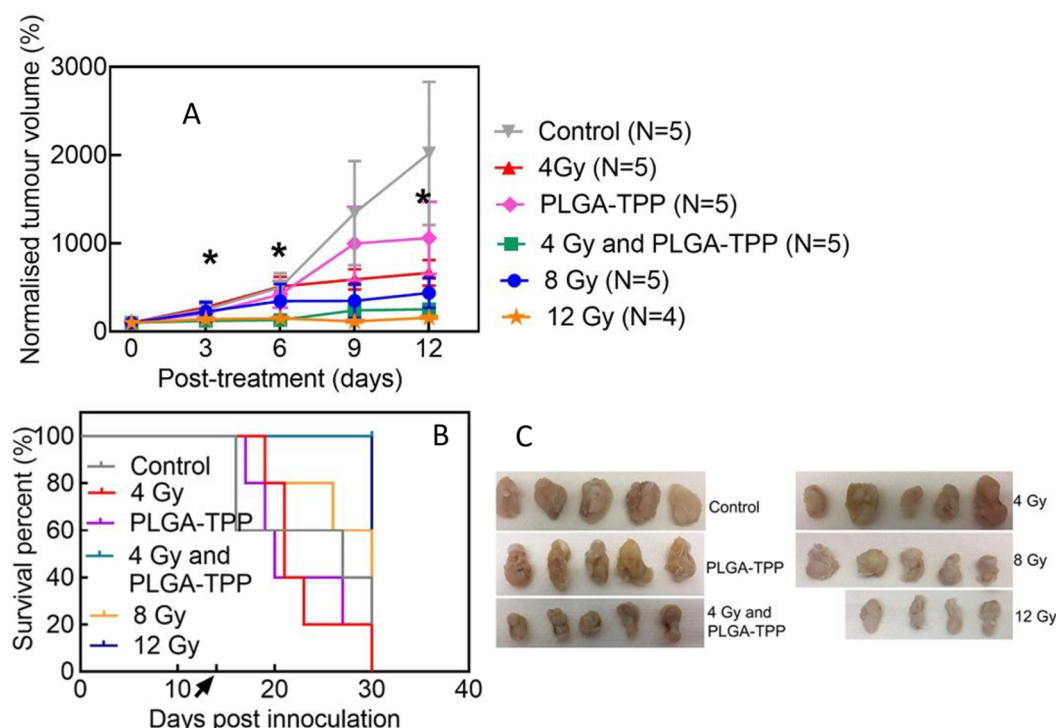 Normalised tumour volume (%)
3000
2000
1000
0
A
*
*
*
0 3 6 9 12
Post-treatment (days)
Control (N=5)
4Gy (N=5)
PLGA-TPP (N=5)
4 Gy and PLGA-TPP (N=5)
8 Gy (N=5)
12 Gy (N=4)
Survival percent (%)
100
80
60
40
20
0
B
Control
4 Gy
PLGA-TPP
4 Gy and
PLGA-TPP
8 Gy
12 Gy
0 10 20 30 40
Days post innoculation
C
Control
PLGA-TPP
4 Gy and
PLGA-TPP
4 Gy
8 Gy
12 Gy